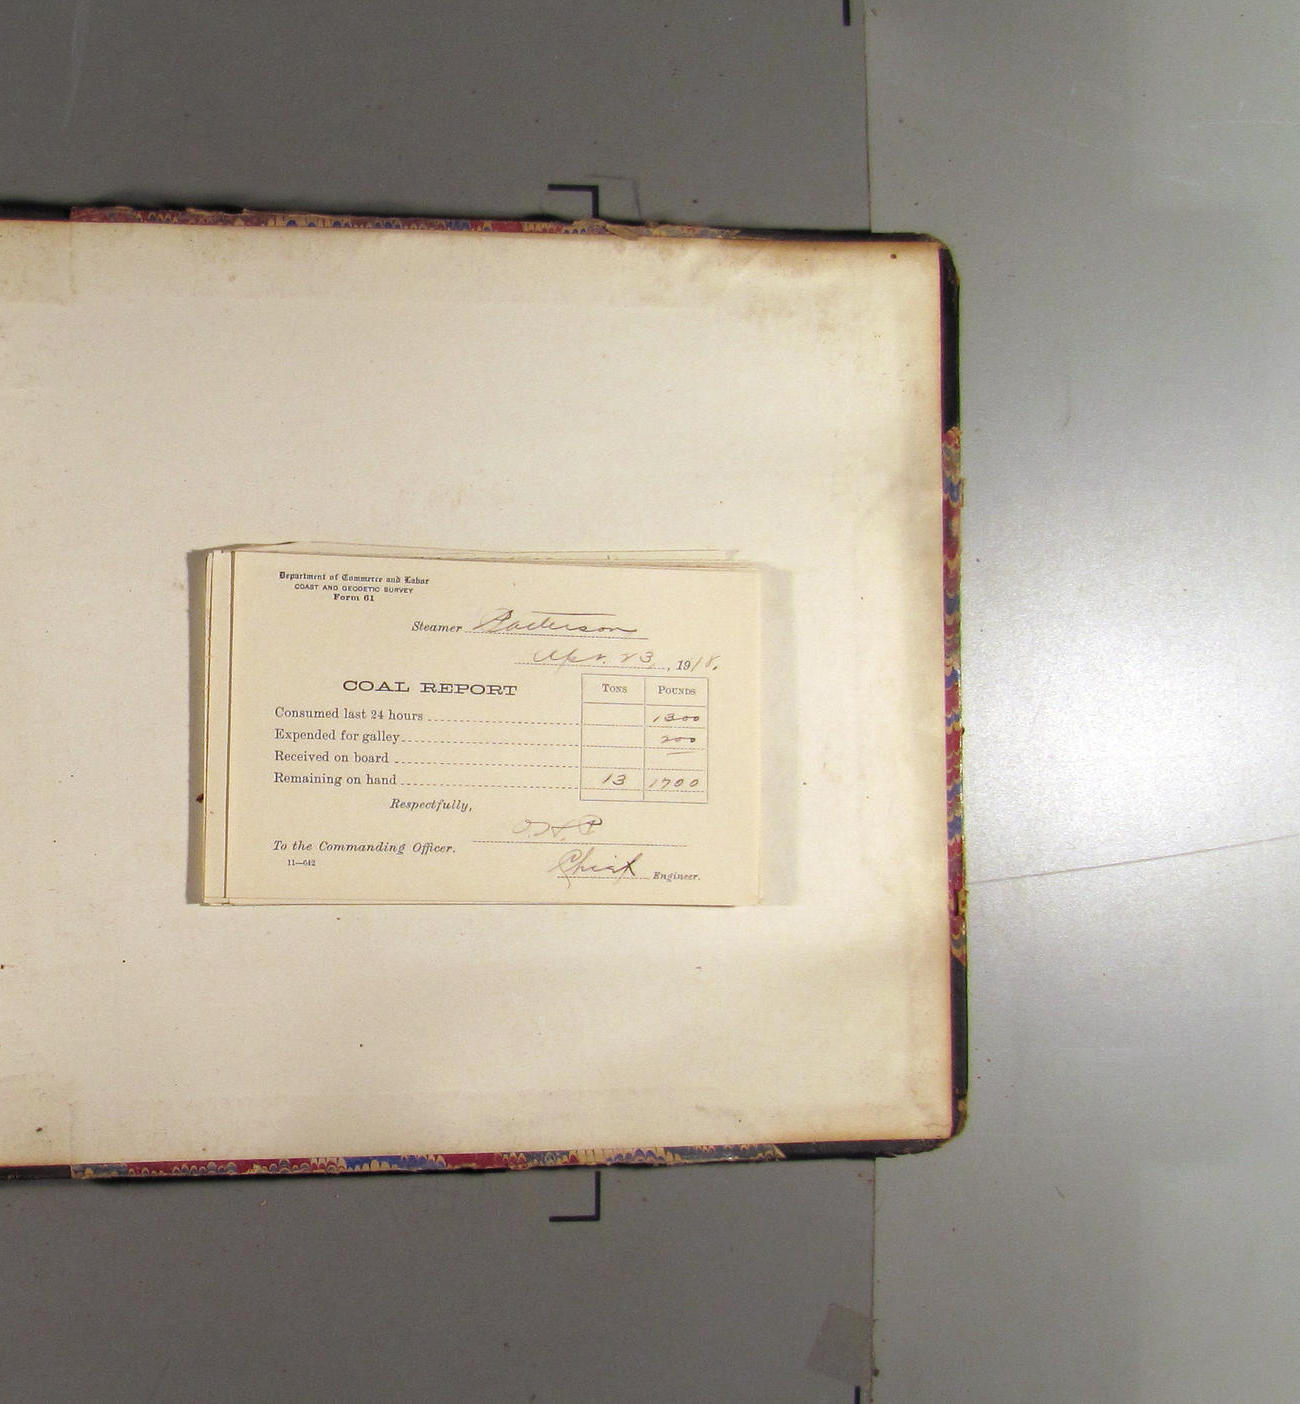 Department of Commerce and Labor
COAST AND GEODETIC SURVEY
Form 61
Steamer Patterson
Apr. 23, 1918.
COAL REPORT
TONS POUNDS
Consumed last 24 hours 1300
Expended for galley 200
Received on board —
Remaining on hand 13 1700
Respectfully,
To the Commanding Officer.
11—642
Chief Engineer.